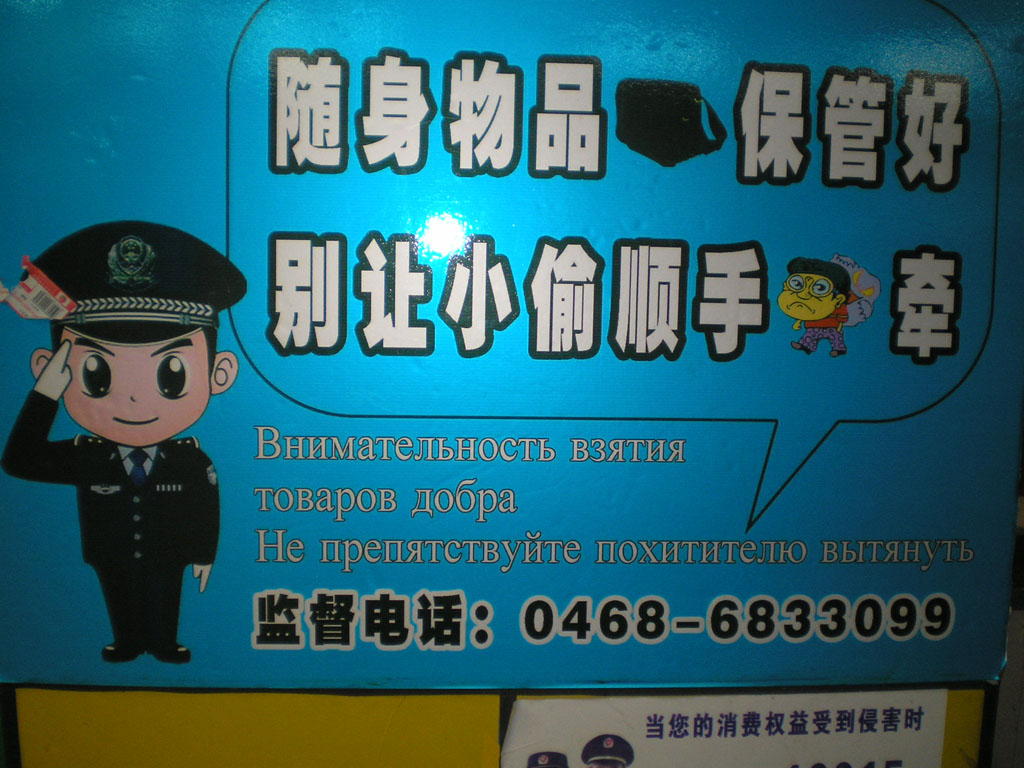 随身物品 保管好
别让小偷顺手 牵
Внимательность взятия
товаров добра
Не препятствуйте похитителю вытянуть
监督电话：0468-6833099
当您的消费权益受到侵害时